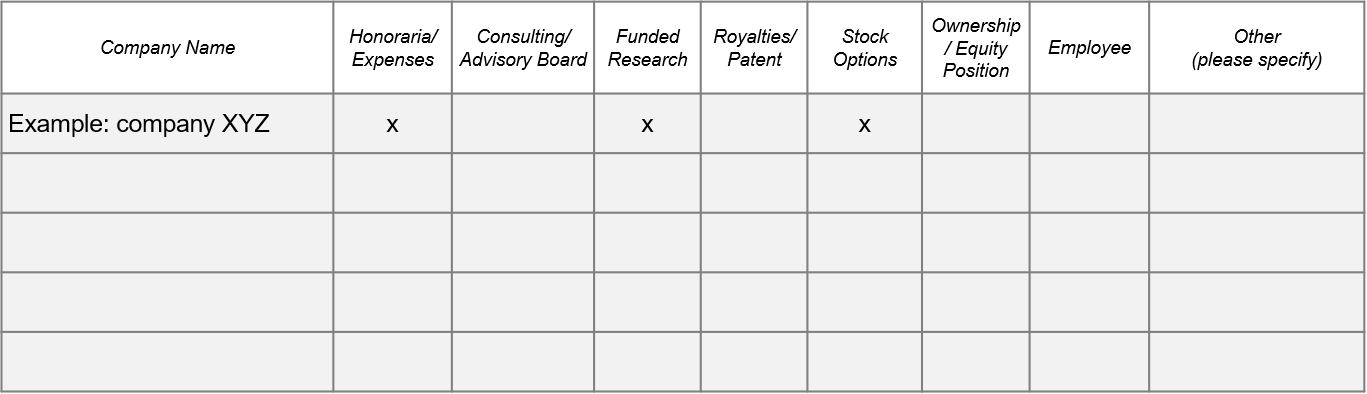 Company Name
Honoraria/
Expenses
Consulting/
Advisory Board
Funded
Research
Royalties/
Patent
Stock
Options
Ownership
/ Equity
Position
Employee
Other
(please specify)
Example: company XYZ x x x